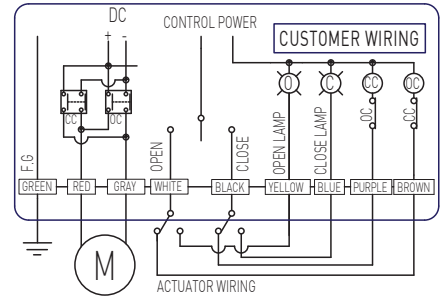 DC
+ -
CONTROL POWER
CUSTOMER WIRING
O
C
CC
OC
CC
OC
F.G
OPEN
CLOSE
OPEN LAMP
CLOSE LAMP
OC
CC
GREEN
RED
GRAY
WHITE
BLACK
YELLOW
BLUE
PURPLE
BROWN
M
ACTUATOR WIRING